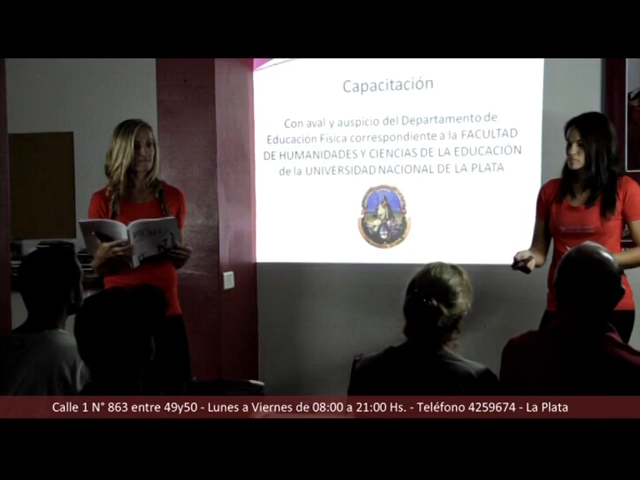 Capacitación
Con aval y auspicio del Departamento de
Educación Física correspondiente a la FACULTAD
DE HUMANIDADES Y CIENCIAS DE LA EDUCACIÓN
de la UNIVERSIDAD NACIONAL DE LA PLATA
Calle 1 N° 863 entre 49y50 - Lunes a Viernes de 08:00 a 21:00 Hs. - Teléfono 4259674 - La Plata